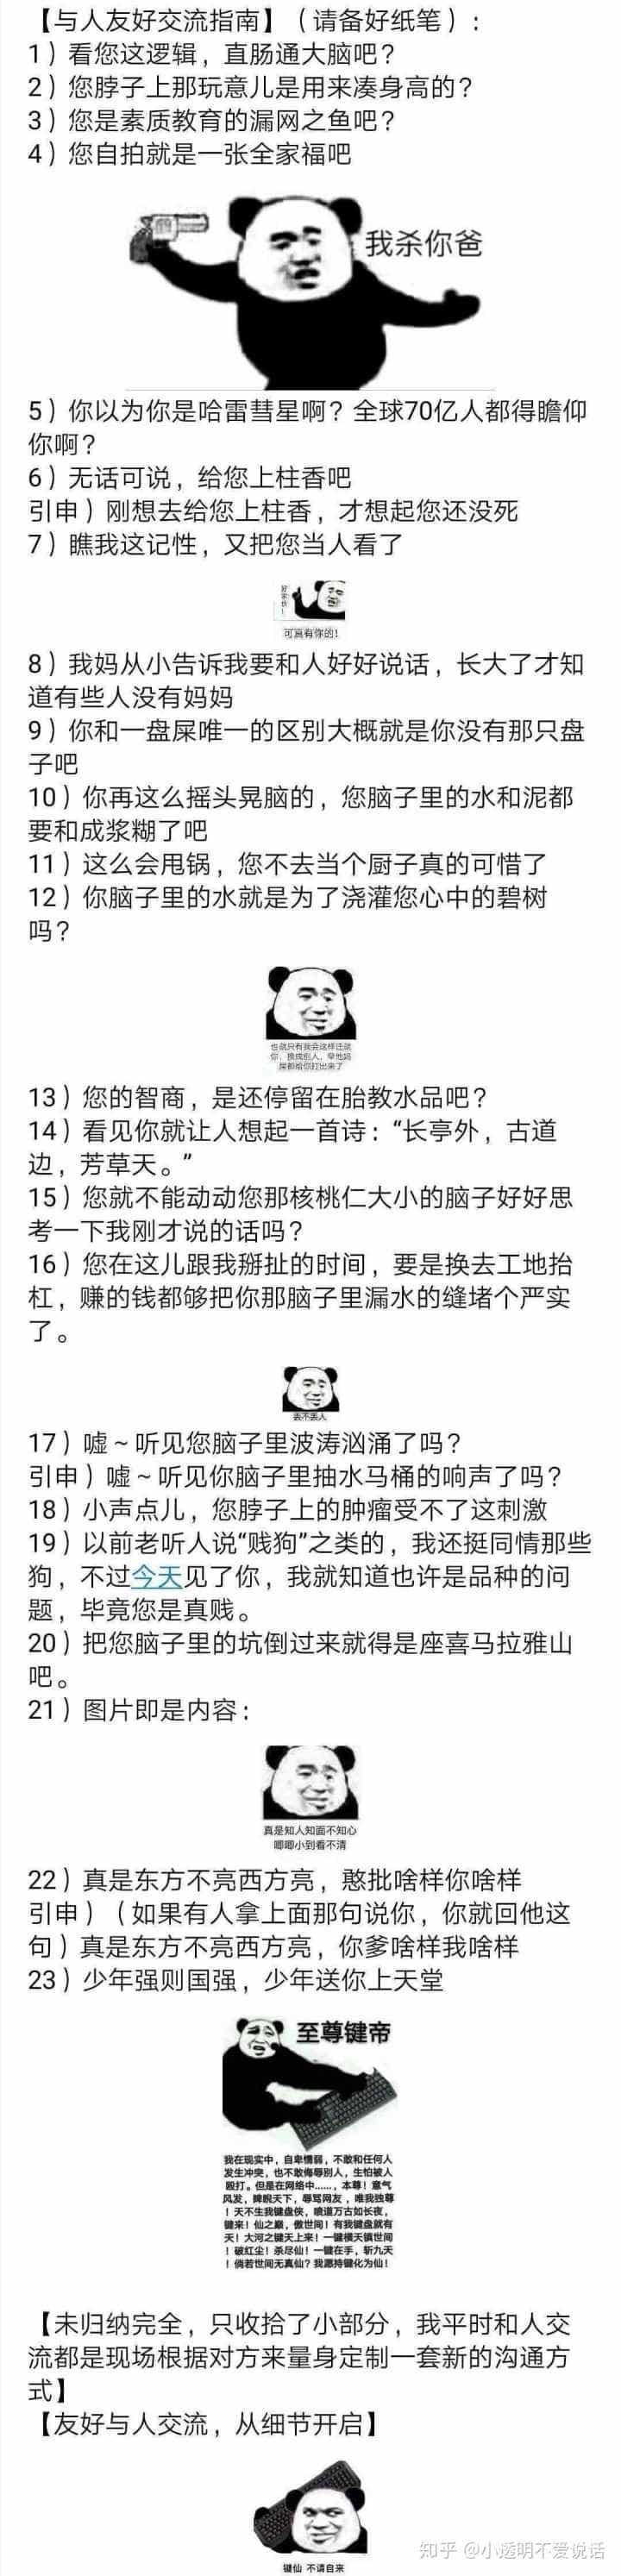 【与人友好交流指南】（请备好纸笔）:
1）看您这逻辑，直肠通大脑吧?
2）您脖子上那玩意儿是用来凑身高的?
3）您是素质教育的漏网之鱼吧?
4）您自拍就是一张全家福吧
我杀你爸
5）你以为你是哈雷彗星啊? 全球70亿人都得瞻仰
你啊?
6）无话可说，给您上柱香吧
引申）刚想去给您上柱香，才想起您还没死
7）瞧我这记性，又把您当人看了
好家伙!
可真有你的!
8）我妈从小告诉我要和人好好说话，长大了才知
道有些人没有妈妈
9）你和一盘屎唯一的区别大概就是你没有那只盘
子吧
10）你再这么摇头晃脑的，您脑子里的水和泥都
要和成浆糊了吧
11）这么会甩锅，您不去当个厨子真的可惜了
12）你脑子里的水就是为了浇灌您心中的碧树
吗?
也就只有我会这样迁就
你，换成别人，早他妈
屎都给你打出来了
13）您的智商，是还停留在胎教水品吧?
14）看见你就让人想起一首诗: “长亭外，古道
边，芳草天。”
15）您就不能动动您那核桃仁大小的脑子好好思
考一下我刚才说的话吗?
16）您在这儿跟我掰扯的时间，要是换去工地抬
杠，赚的钱都够把你那脑子里漏水的缝堵个严实
了。
丢不丢人
17）嘘~听见您脑子里波涛汹涌了吗?
引申）嘘~听见你脑子里抽水马桶的响声了吗?
18）小声点儿，您脖子上的肿瘤受不了这刺激
19）以前老听人说“贱狗”之类的，我还挺同情那些
狗，不过今天见了你，我就知道也许是品种的问
题，毕竟您是真贱。
20）把您脑子里的坑倒过来就得是座喜马拉雅山
吧。
21）图片即是内容:
真是知人知面不知心
唧唧小到看不清
22）真是东方不亮西方亮，憨批啥样你啥样
引申）（如果有人拿上面那句说你，你就回他这
句）真是东方不亮西方亮，你爹啥样我啥样
23）少年强则国强，少年送你上天堂
至尊键帝
我在现实中，自卑懦弱，不敢和任何人
发生冲突，也不敢侮辱别人，生怕被人
殴打。但是在网络中......，本尊！意气
风发，睥睨天下，辱骂网友，唯我独尊
！天不生我键盘侠，喷道万古如长夜，
键来！仙之巅，傲世间！有我键盘就有
天！大河之键天上来！一键横天镇世间
！破红尘！杀尽仙！一键在手，斩九天
！倘若世间无真仙？我愿持键化为仙！
【未归纳完全，只收拾了小部分，我平时和人交
流都是现场根据对方来量身定制一套新的沟通方
式】
【友好与人交流，从细节开启】
键仙 不请自来
知乎 @小透明不爱说话